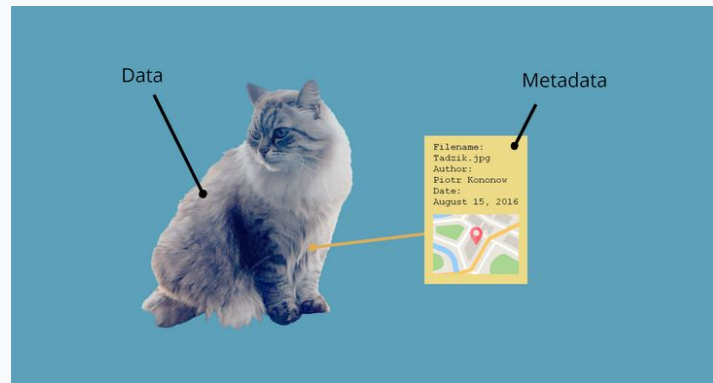 Data
Metadata
Filename:
Tadzik.jpg
Author:
Piotr Kononow
Date:
August 15, 2016